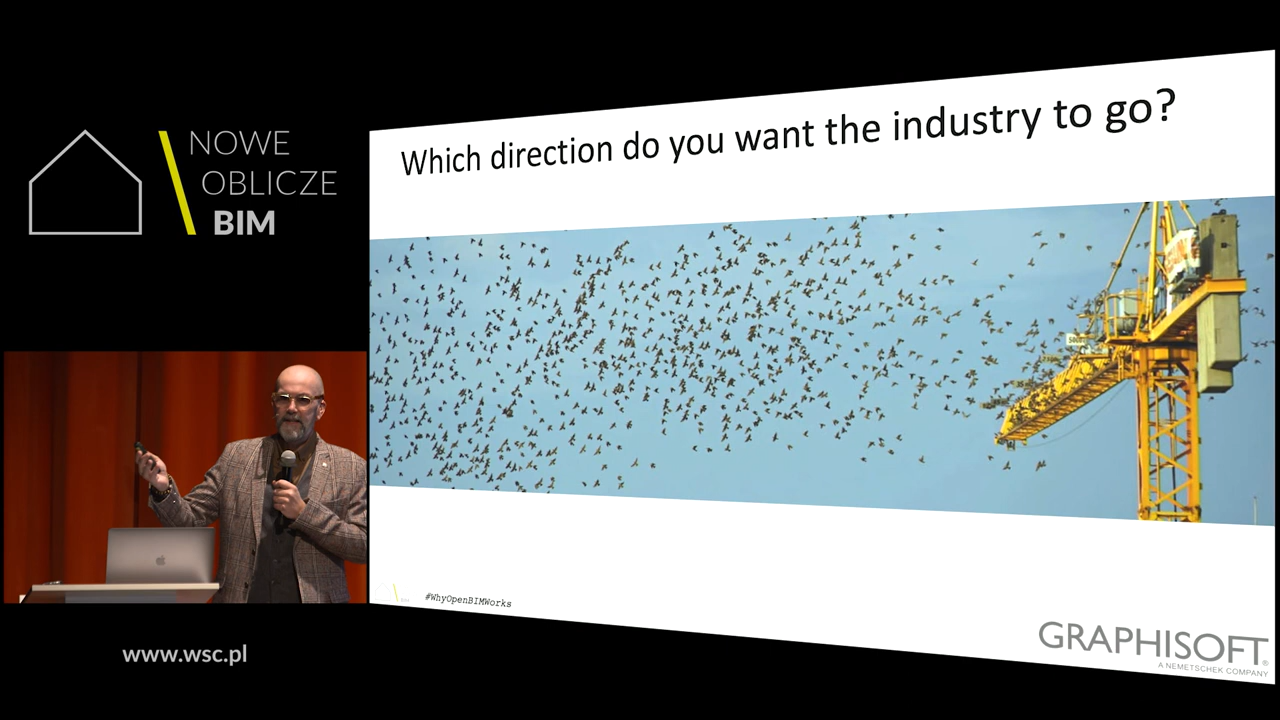 NOWE
OBLICZE
BIM
Which direction do you want the industry to go?
#WhyOpenBIMWorks
GRAPHISOFT®
A NEMETSCHEK COMPANY
www.wsc.pl